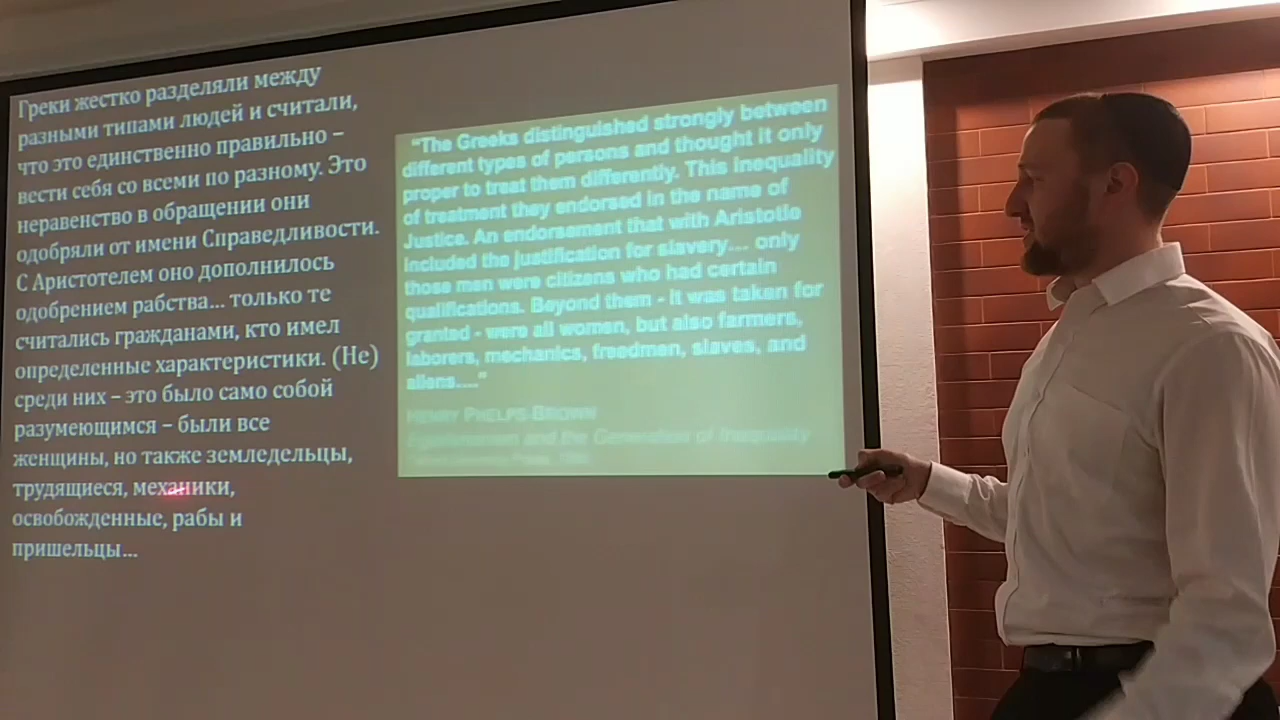 Греки жестко разделяли между
разными типами людей и считали,
что это единственно правильно –
вести себя со всеми по разному. Это
неравенство в обращении они
одобряли от имени Справедливости.
С Аристотелем оно дополнилось
одобрением рабства... только те
считались гражданами, кто имел
определенные характеристики. (Не)
среди них – это было само собой
разумеющимся – были все
женщины, но также земледельцы,
трудящиеся, механики,
освобожденные, рабы и
пришельцы...
"The Greeks distinguished strongly between
different types of persons and thought it only
proper to treat them differently. This inequality
of treatment they endorsed in the name of
Justice. An endorsement that with Aristotle
included the justification for slavery... only
those men were citizens who had certain
qualifications. Beyond them - it was taken for
granted - were all women, but also farmers,
laborers, mechanics, freedmen, slaves, and
aliens...."
HENRY PHELPS-BROWN
Egalitarianism and the Generation of Inequality